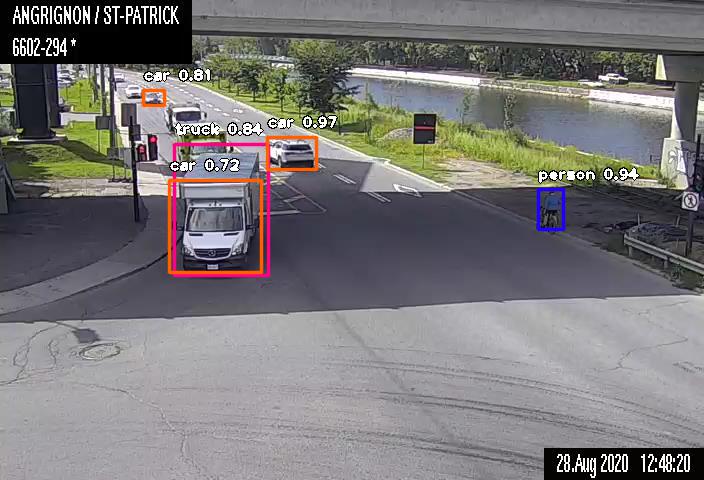 ANGRIGNON / ST-PATRICK
6602-294 *
car 0.81
truck 0.84
car 0.97
car 0.72
person 0.94
28.Aug 2020 12:48:20